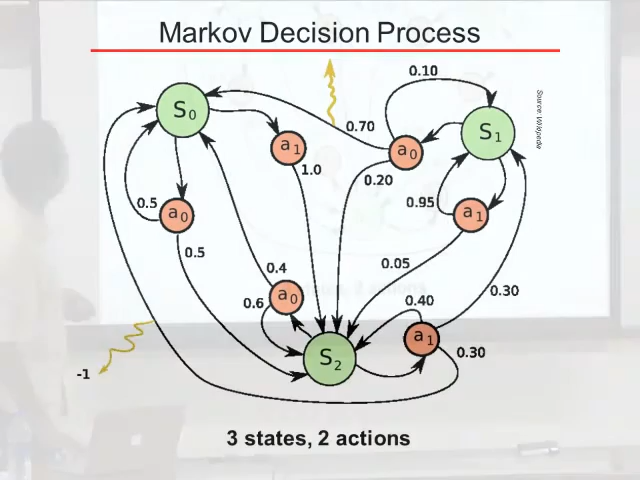 Markov Decision Process
0.10
S0
S1
0.70
a1
a0
1.0
0.20
0.95
0.5
a0
a1
0.5
0.05
0.4
a0
0.6
0.40
0.30
S2
a1
0.30
-1
3 states, 2 actions
Source: Wikipedia